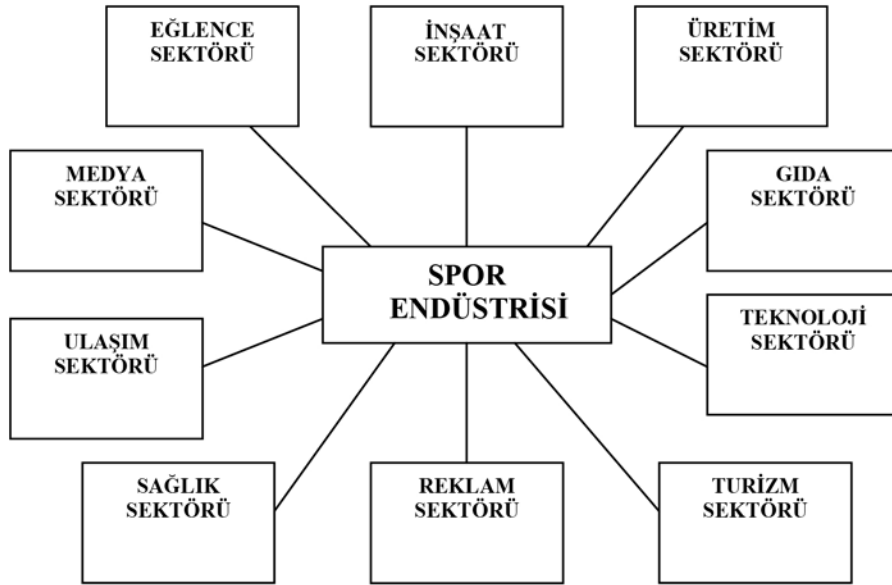 EĞLENCE
SEKTÖRÜ
İNŞAAT
SEKTÖRÜ
ÜRETİM
SEKTÖRÜ
MEDYA
SEKTÖRÜ
GIDA
SEKTÖRÜ
SPOR
ENDÜSTRİSİ
ULAŞIM
SEKTÖRÜ
TEKNOLOJİ
SEKTÖRÜ
SAĞLIK
SEKTÖRÜ
REKLAM
SEKTÖRÜ
TURİZM
SEKTÖRÜ